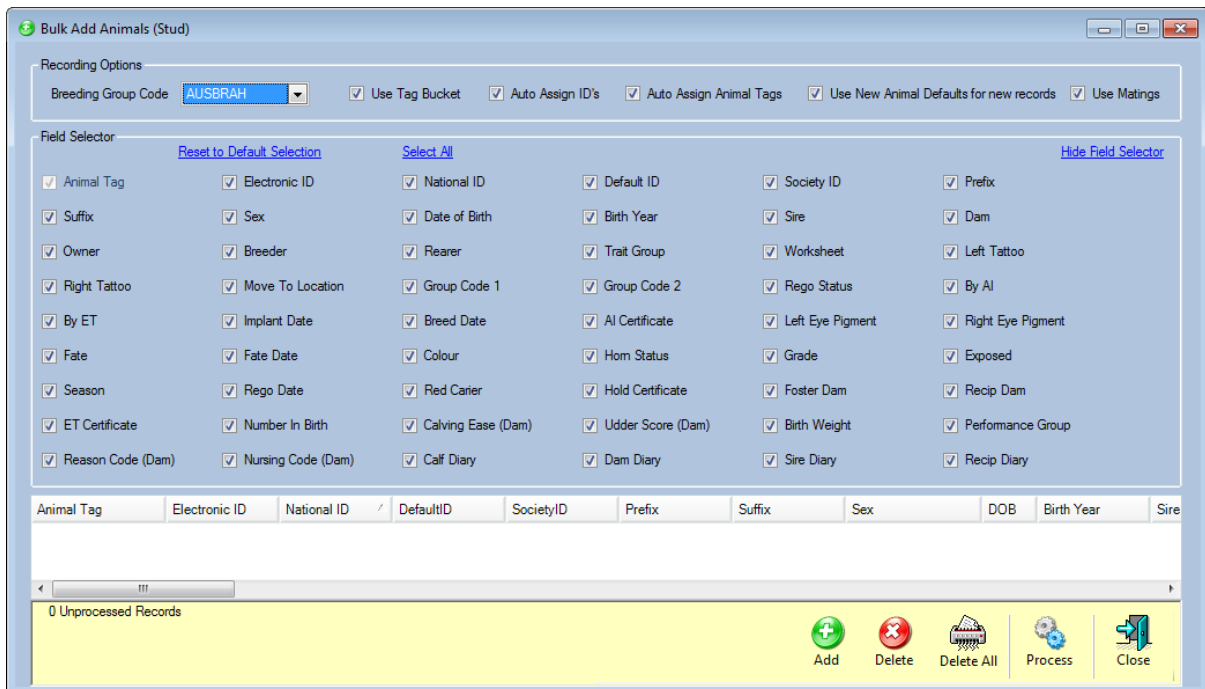 Bulk Add Animals (Stud)
Recording Options
Breeding Group Code AUSBRAH Use Tag Bucket Auto Assign ID's Auto Assign Animal Tags Use New Animal Defaults for new records Use Matings
Field Selector
Reset to Default Selection Select All Hide Field Selector
Animal Tag Electronic ID National ID Default ID Society ID Prefix
Suffix Sex Date of Birth Birth Year Sire Dam
Owner Breeder Rearer Trait Group Worksheet Left Tattoo
Right Tattoo Move To Location Group Code 1 Group Code 2 Rego Status By AI
By ET Implant Date Breed Date AI Certificate Left Eye Pigment Right Eye Pigment
Fate Fate Date Colour Horn Status Grade Exposed
Season Rego Date Red Carier Hold Certificate Foster Dam Recip Dam
ET Certificate Number In Birth Calving Ease (Dam) Udder Score (Dam) Birth Weight Performance Group
Reason Code (Dam) Nursing Code (Dam) Calf Diary Dam Diary Sire Diary Recip Diary
Animal Tag Electronic ID National ID DefaultID SocietyID Prefix Suffix Sex DOB Birth Year Sire
0 Unprocessed Records
Add Delete Delete All Process Close